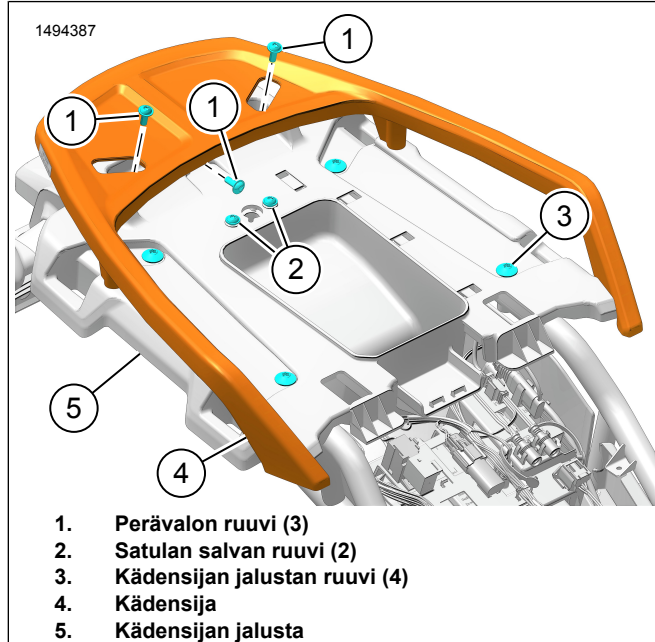 1494387
1
1
1
3
2
5
4
1. Perävalon ruuvi (3)
2. Satulan salvan ruuvi (2)
3. Kädensijan jalustan ruuvi (4)
4. Kädensija
5. Kädensijan jalusta